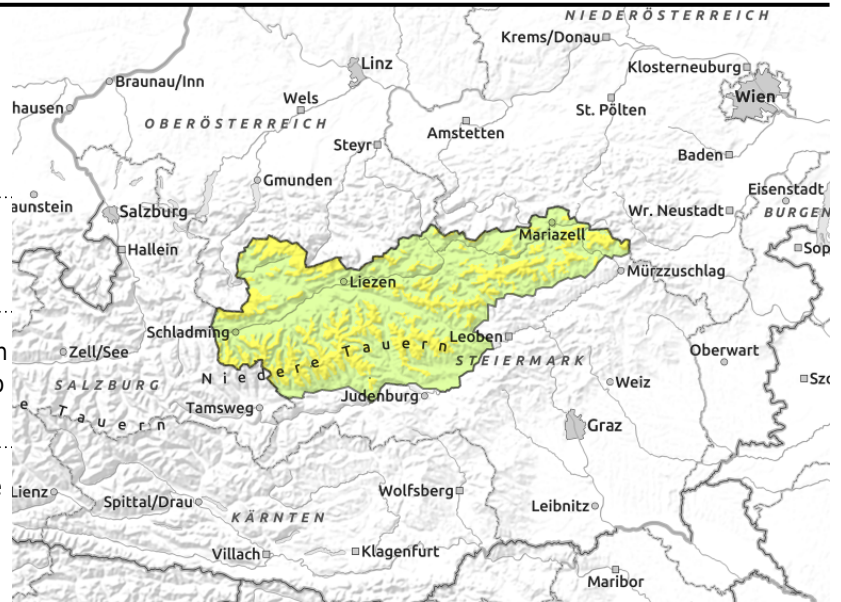 NIEDERÖSTERREICH
Krems/Donau
Linz
Klosterneuburg
Braunau/Inn
Wien
Wels
hausen
St. Pölten
OBERÖSTERREICH
Amstetten
Steyr
Baden
Gmunden
Eisenstadt
aunstein
Salzburg
Wr. Neustadt
BURGEN
Mariazell
Hallein
Sop
Mürzzuschlag
Liezen
Schladming
Leoben
Zell/See
Niedere Tauern
STEIERMARK
Oberwart
SALZBURG
Weiz
Szo
Judenburg
Tamsweg
e Tauern
Graz
Lienz
Spittal/Drau
Wolfsberg
Leibnitz
KÄRNTEN
Villach
Klagenfurt
Maribor